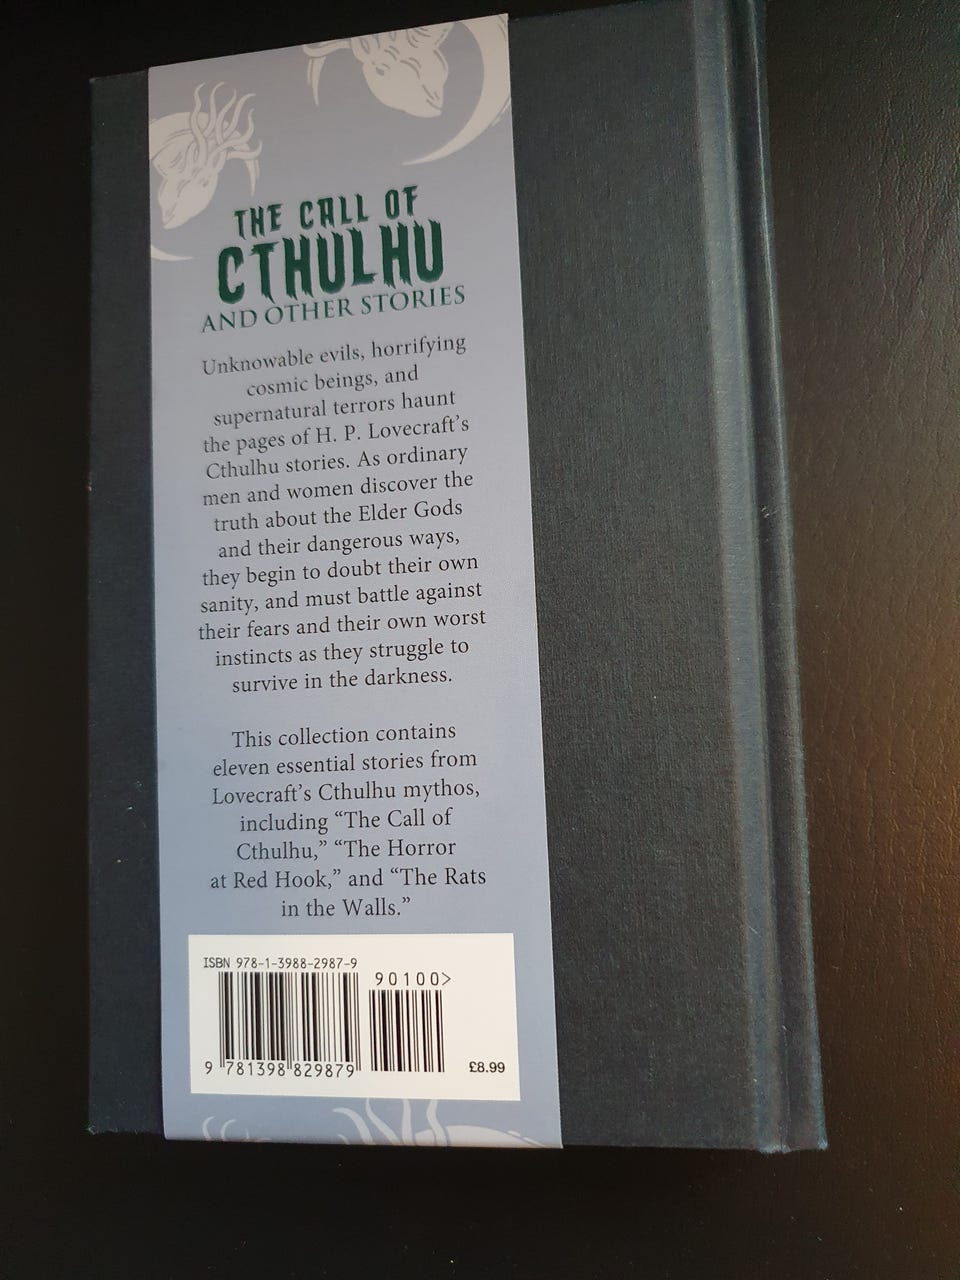 THE CALL OF
CTHULHU
AND OTHER STORIES
Unknowable evils, horrifying
cosmic beings, and
supernatural terrors haunt
the pages of H. P. Lovecraft’s
Cthulhu stories. As ordinary
men and women discover the
truth about the Elder Gods
and their dangerous ways,
they begin to doubt their own
sanity, and must battle against
their fears and their own worst
instincts as they struggle to
survive in the darkness.
This collection contains
eleven essential stories from
Lovecraft’s Cthulhu mythos,
including “The Call of
Cthulhu,” “The Horror
at Red Hook,” and “The Rats
in the Walls.”
ISBN 978-1-3988-2987-9
90100>
9 781398 829879
£8.99